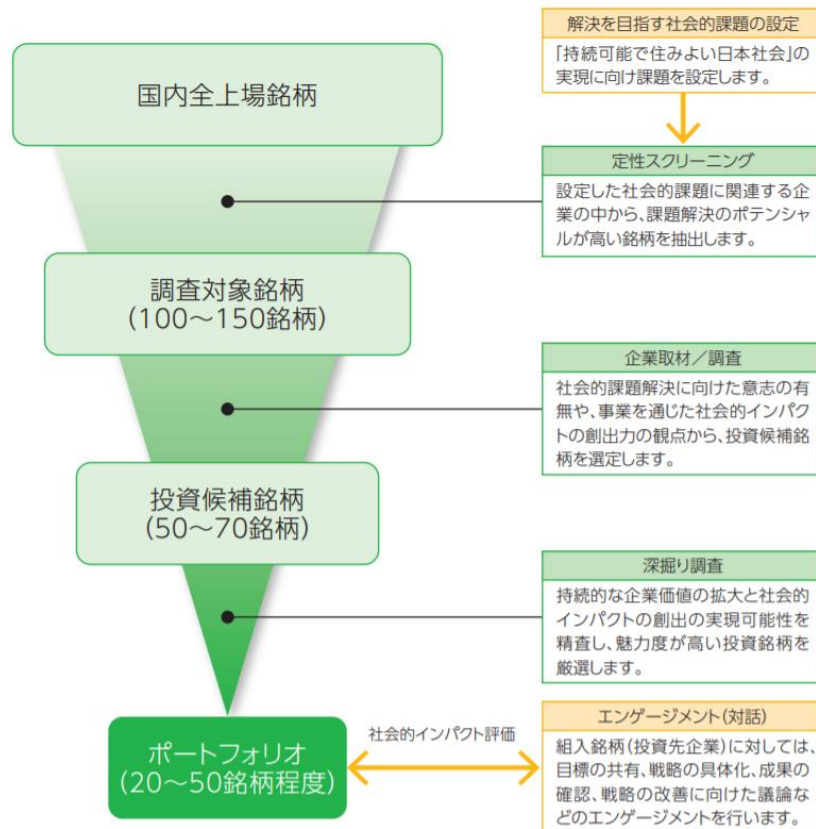 国内全上場銘柄
調査対象銘柄
(100～150銘柄)
投資候補銘柄
(50～70銘柄)
ポートフォリオ
(20～50銘柄程度)
社会的インパクト評価
解決を目指す社会的課題の設定
「持続可能で住みよい日本社会」の
実現に向け課題を設定します。
定性スクリーニング
設定した社会的課題に関連する企
業の中から、課題解決のポテンシャ
ルが高い銘柄を抽出します。
企業取材／調査
社会的課題解決に向けた意志の有
無や、事業を通じた社会的インパク
トの創出力の観点から、投資候補銘
柄を選定します。
深掘り調査
持続的な企業価値の拡大と社会的
インパクトの創出の実現可能性を
精査し、魅力度が高い投資銘柄を
厳選します。
エンゲージメント(対話)
組入銘柄(投資先企業)に対しては、
目標の共有、戦略の具体化、成果の
確認、戦略の改善に向けた議論な
どのエンゲージメントを行います。